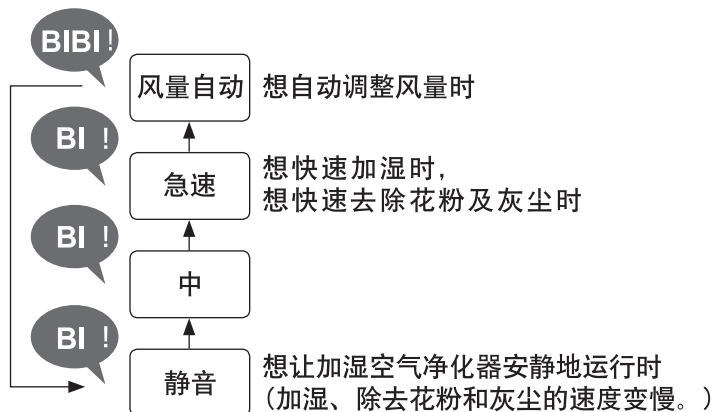 BIBI!
风量自动 想自动调整风量时
BI!
急速 想快速加湿时，
想快速去除花粉及灰尘时
BI!
中
BI!
静音 想让加湿空气净化器安静地运行时
（加湿、除去花粉和灰尘的速度变慢。）